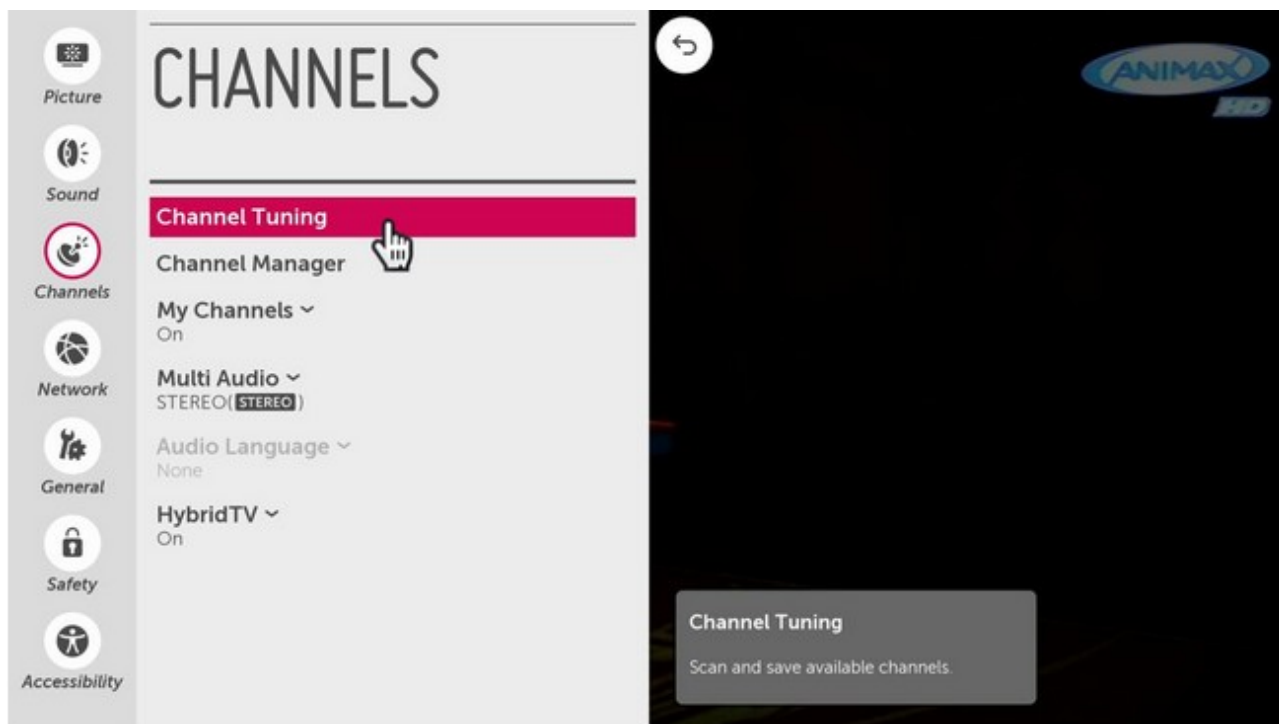 Picture
Sound
Channels
Network
General
Safety
Accessibility
CHANNELS
Channel Tuning
Channel Manager
My Channels
On
Multi Audio
STEREO(STEREO)
Audio Language
None
HybridTV
On
ANIMAX
HD
Channel Tuning
Scan and save available channels.